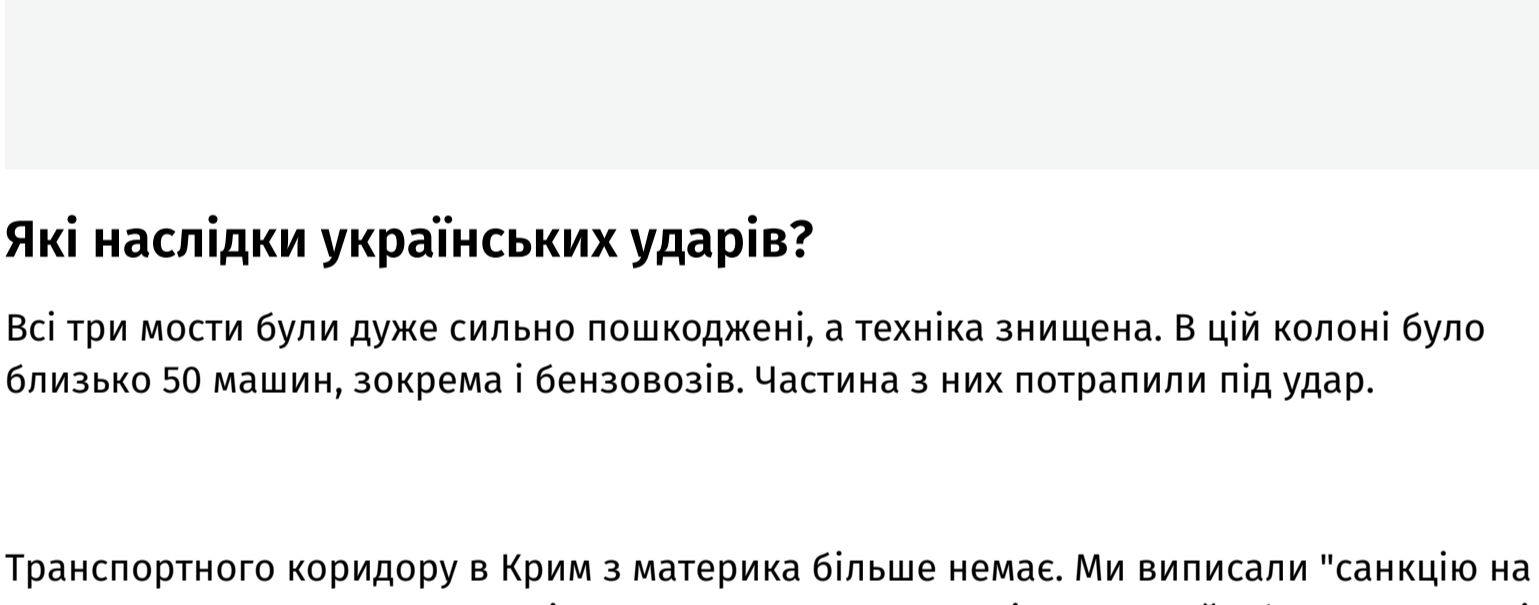 Які наслідки українських ударів?
Всі три мости були дуже сильно пошкоджені, а техніка знищена. В цій колоні було
близько 50 машин, зокрема і бензовозів. Частина з них потрапили під удар.
Транспортного коридору в Крим з материка більше немає. Ми виписали "санкцію на